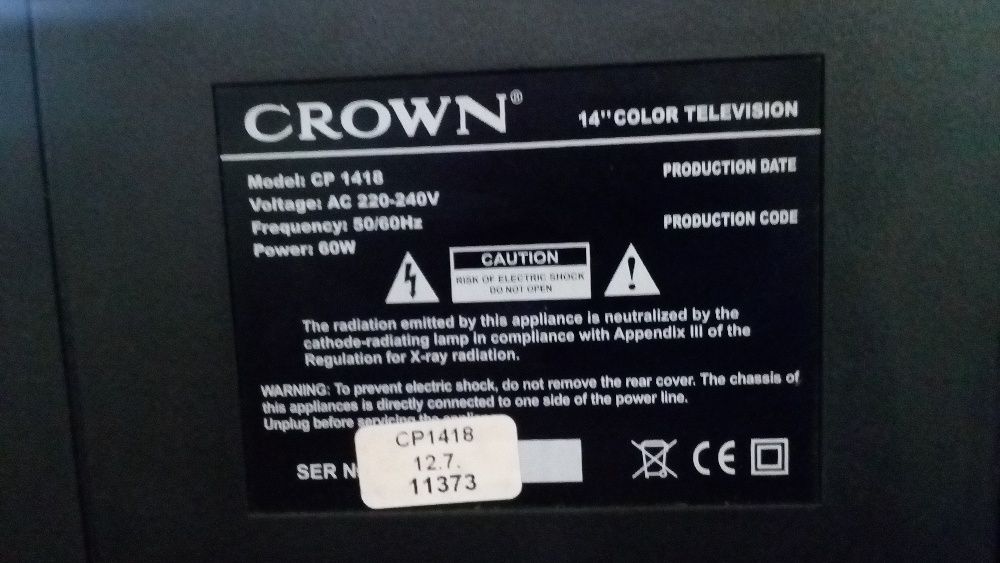 CROWN®
14" COLOR TELEVISION
Model: CP 1418
Voltage: AC 220-240V
Frequency: 50/60Hz
Power: 60W
PRODUCTION DATE
PRODUCTION CODE
CAUTION
RISK OF ELECTRIC SHOCK
DO NOT OPEN
The radiation emitted by this appliance is neutralized by the
cathode-radiating lamp in compliance with Appendix III of the
Regulation for X-ray radiation.
WARNING: To prevent electric shock, do not remove the rear cover. The chassis of
this appliances is directly connected to one side of the power line.
Unplug before servicing the
SER N
CP1418
12.7.
11373
CE